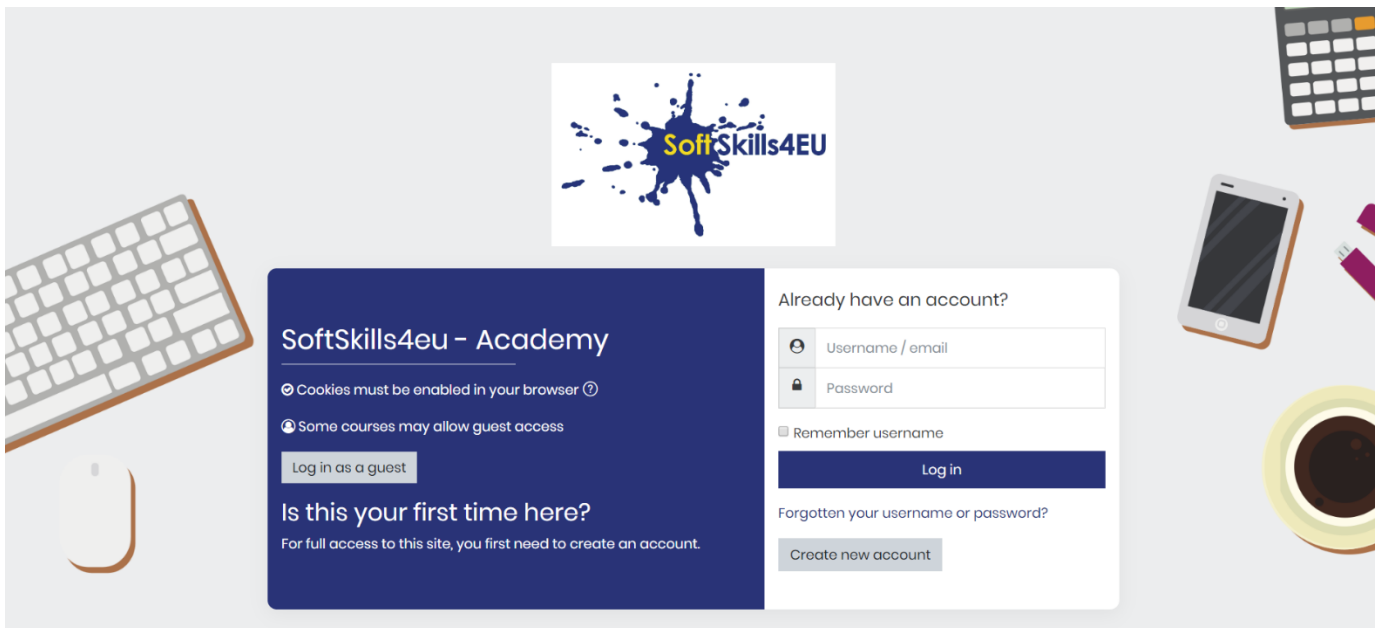 SoftSkills4EU
SoftSkills4eu - Academy
Cookies must be enabled in your browser
Some courses may allow guest access
Log in as a guest
Is this your first time here?
For full access to this site, you first need to create an account.
Already have an account?
Username / email
Password
Remember username
Log in
Forgotten your username or password?
Create new account